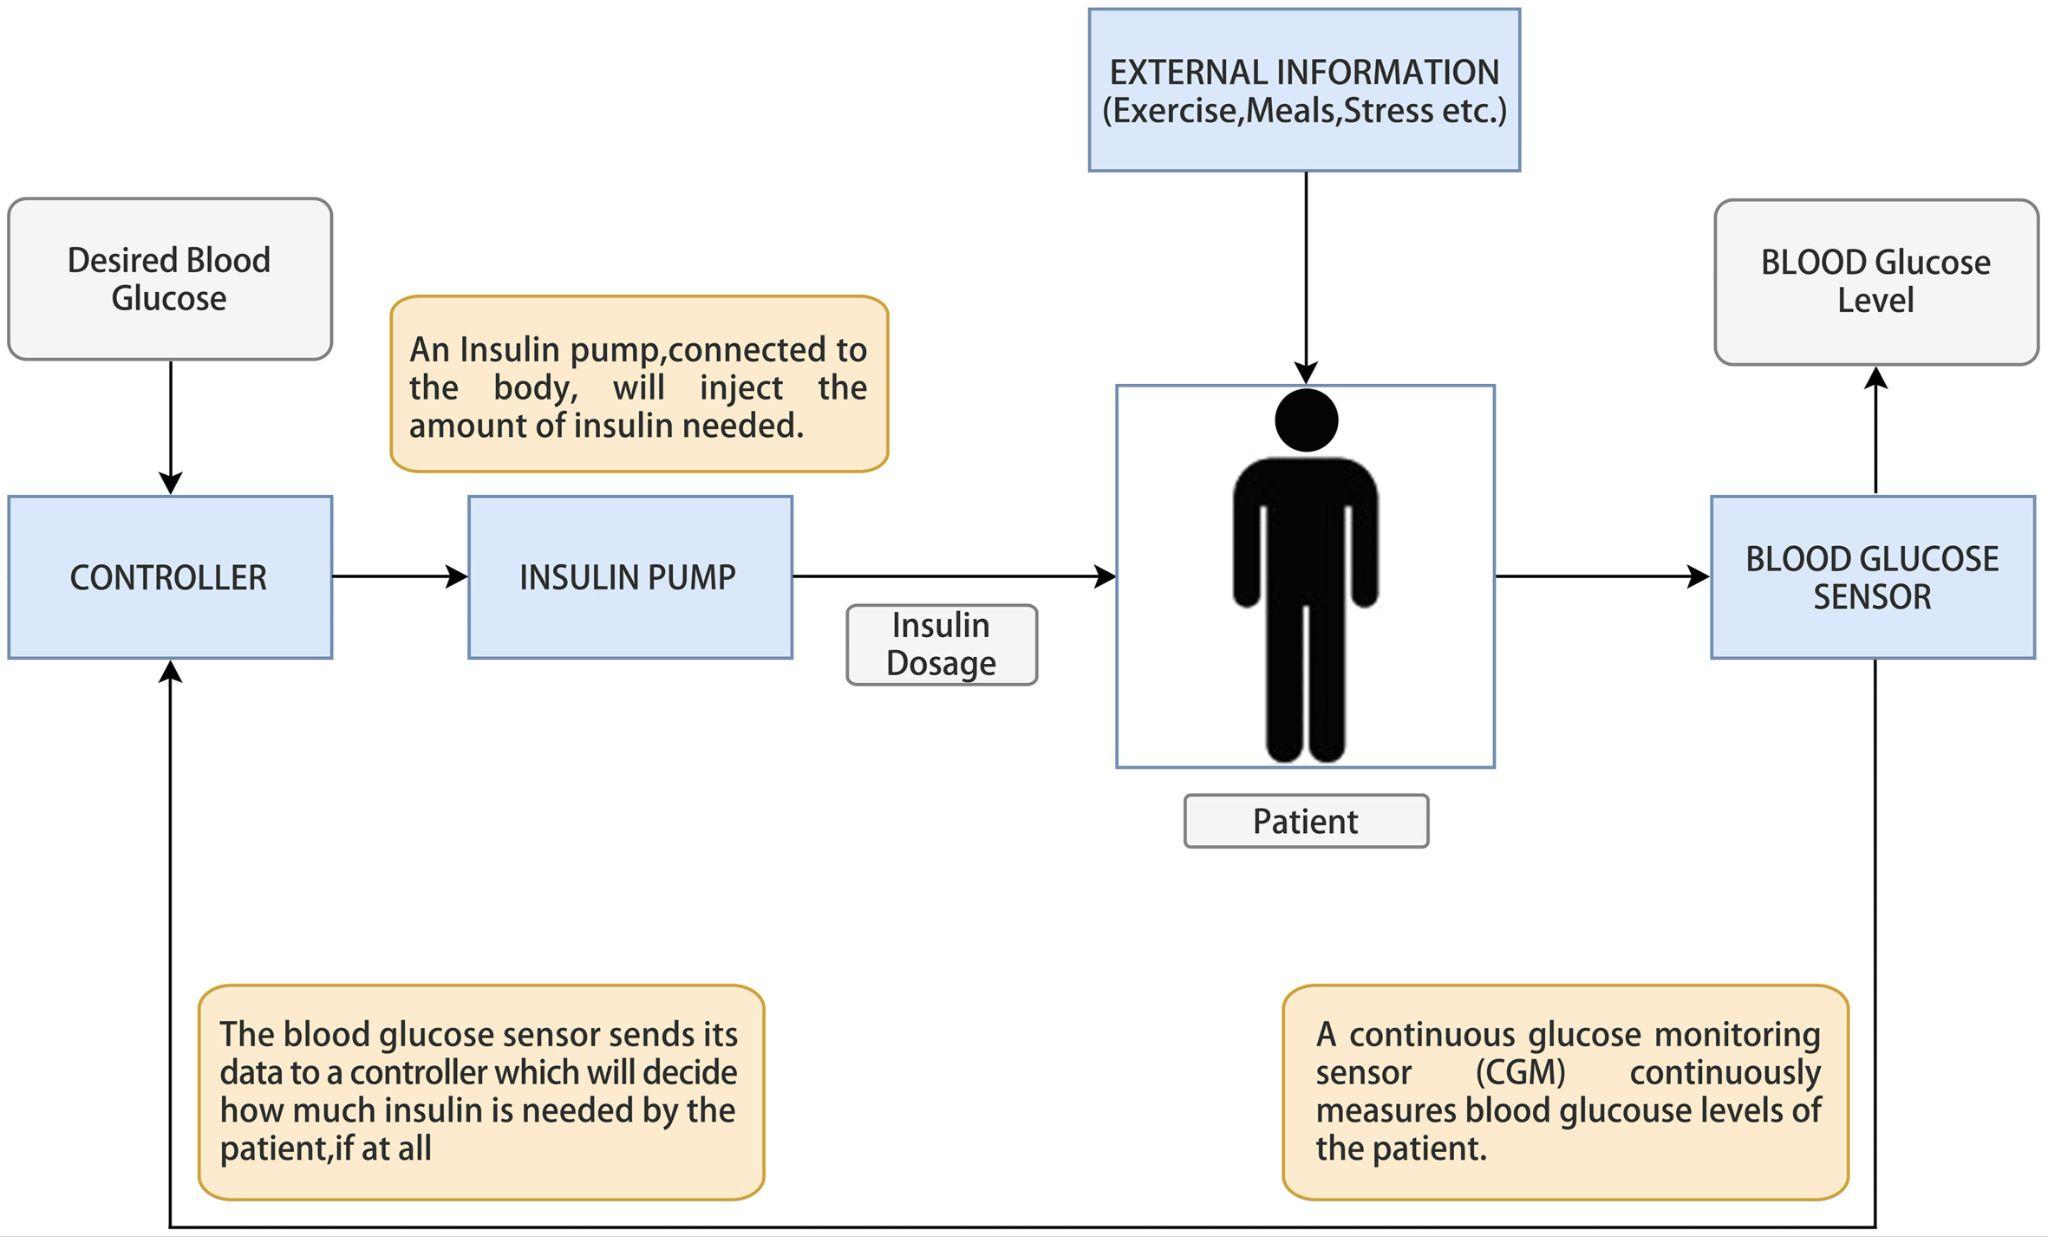 EXTERNAL INFORMATION
(Exercise,Meals,Stress etc.)
Desired Blood
Glucose
BLOOD Glucose
Level
An Insulin pump,connected to
the body, will inject the
amount of insulin needed.
CONTROLLER
INSULIN PUMP
BLOOD GLUCOSE
SENSOR
Insulin
Dosage
Patient
The blood glucose sensor sends its
data to a controller which will decide
how much insulin is needed by the
patient,if at all
A continuous glucose monitoring
sensor (CGM) continuously
measures blood glucouse levels of
the patient.